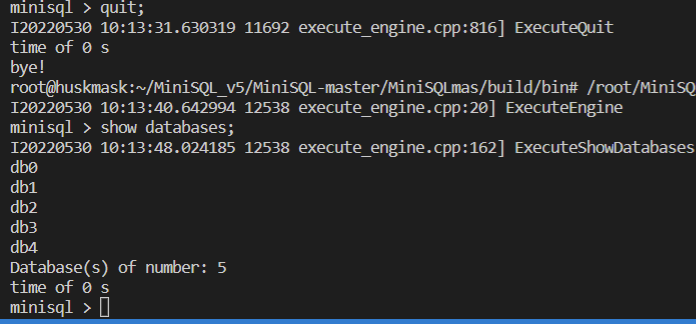 minisql > quit;
I20220530 10:13:31.630319 11692 execute_engine.cpp:816] ExecuteQuit
time of 0 s
bye!
root@huskmask:~/MiniSQL_v5/MiniSQL-master/MiniSQLmas/build/bin# /root/MiniSQ
I20220530 10:13:40.642994 12538 execute_engine.cpp:20] ExecuteEngine
minisql > show databases;
I20220530 10:13:48.024185 12538 execute_engine.cpp:162] ExecuteShowDatabases
db0
db1
db2
db3
db4
Database(s) of number: 5
time of 0 s
minisql >